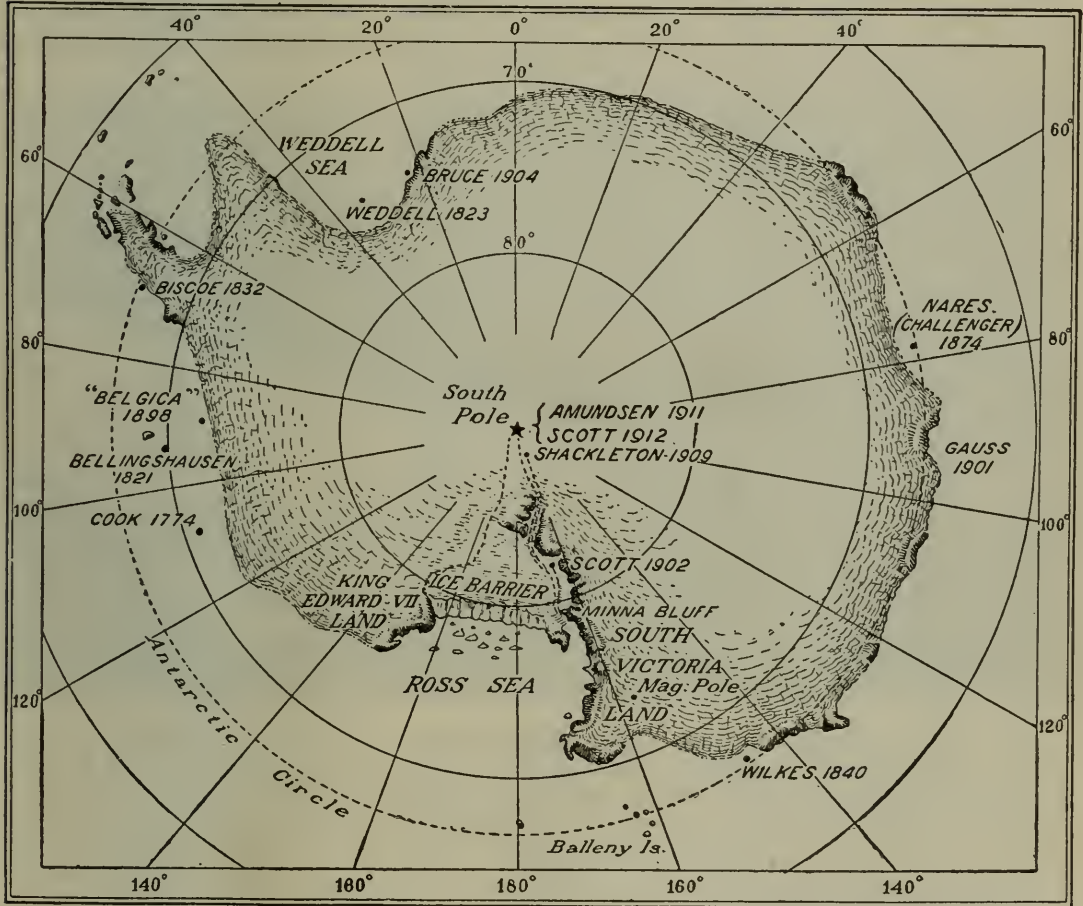 40°
20°
0°
20°
40°
70°
60°
60°
WEDDELL
SEA
BRUCE 1904
WEDDELL 1823
80°
BISCOE 1832
NARES.
(CHALLENGER)
1874
80°
80°
"BELGICA"
1898
South
Pole
AMUNDSEN 1911
SCOTT 1912
SHACKLETON 1909
BELLINGSHAUSEN
1821
GAUSS
1901
100°
COOK 1774
100°
SCOTT 1902
KING
EDWARD VII
LAND
ICE BARRIER
MINNA BLUFF
SOUTH
VICTORIA
LAND
Mag. Pole
ROSS SEA
120°
120°
Antarctic
Circle
WILKES 1840
Balleny Is.
140°
180°
180°
160°
140°